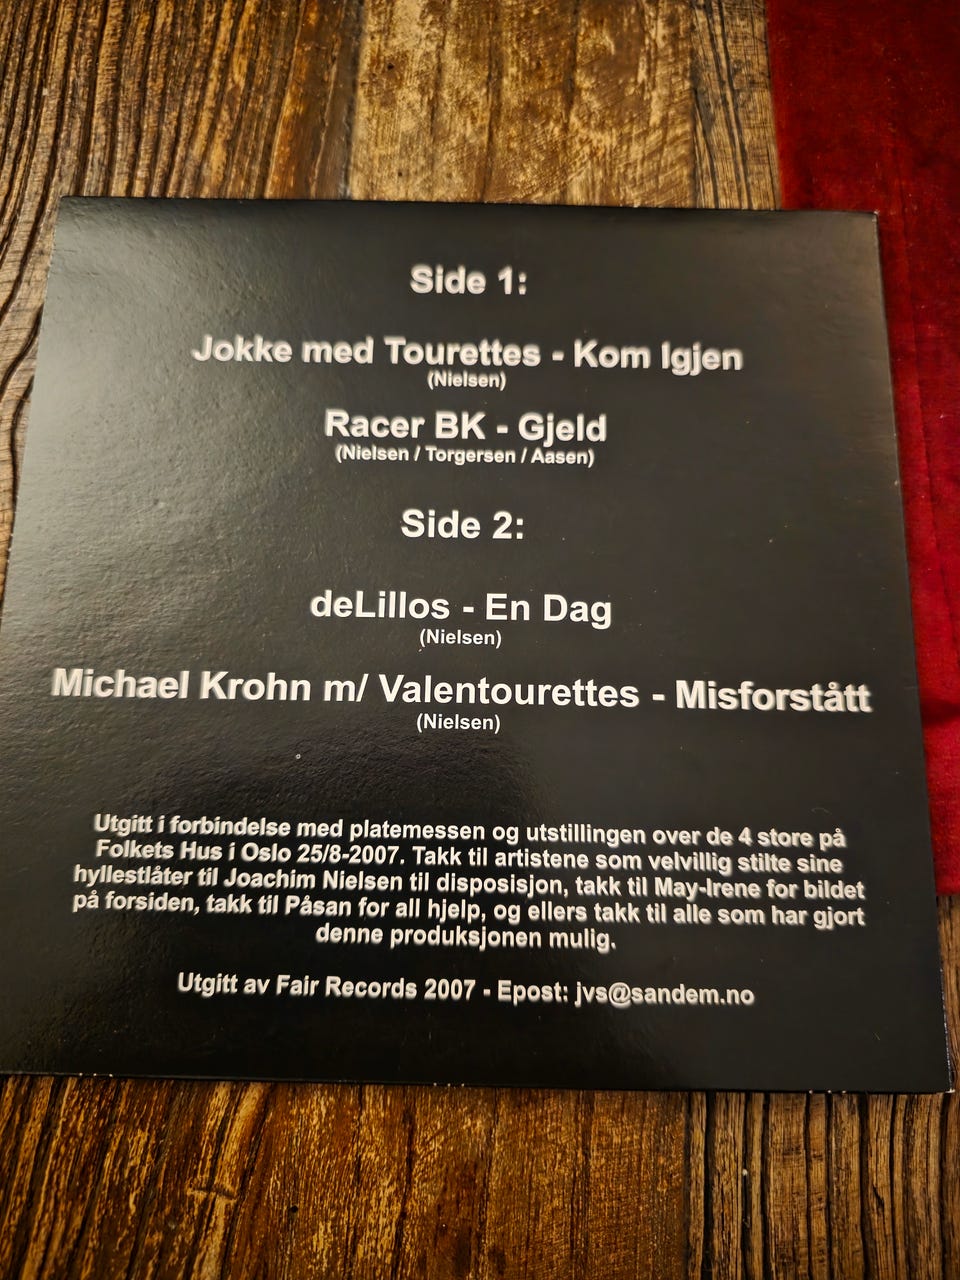 Side 1:
Jokke med Tourettes - Kom Igjen
(Nielsen)
Racer BK - Gjeld
(Nielsen / Torgersen / Aasen)
Side 2:
deLillos - En Dag
(Nielsen)
Michael Krohn m/ Valentourettes - Misforstått
(Nielsen)
Utgitt i forbindelse med platemessen og utstillingen over de 4 store på
Folkets Hus i Oslo 25/8-2007. Takk til artistene som velvillig stilte sine
hyllestlåter til Joachim Nielsen til disposisjon, takk til May-Irene for bildet
på forsiden, takk til Påsan for all hjelp, og ellers takk til alle som har gjort
denne produksjonen mulig.
Utgitt av Fair Records 2007 - Epost: jvs@sandem.no